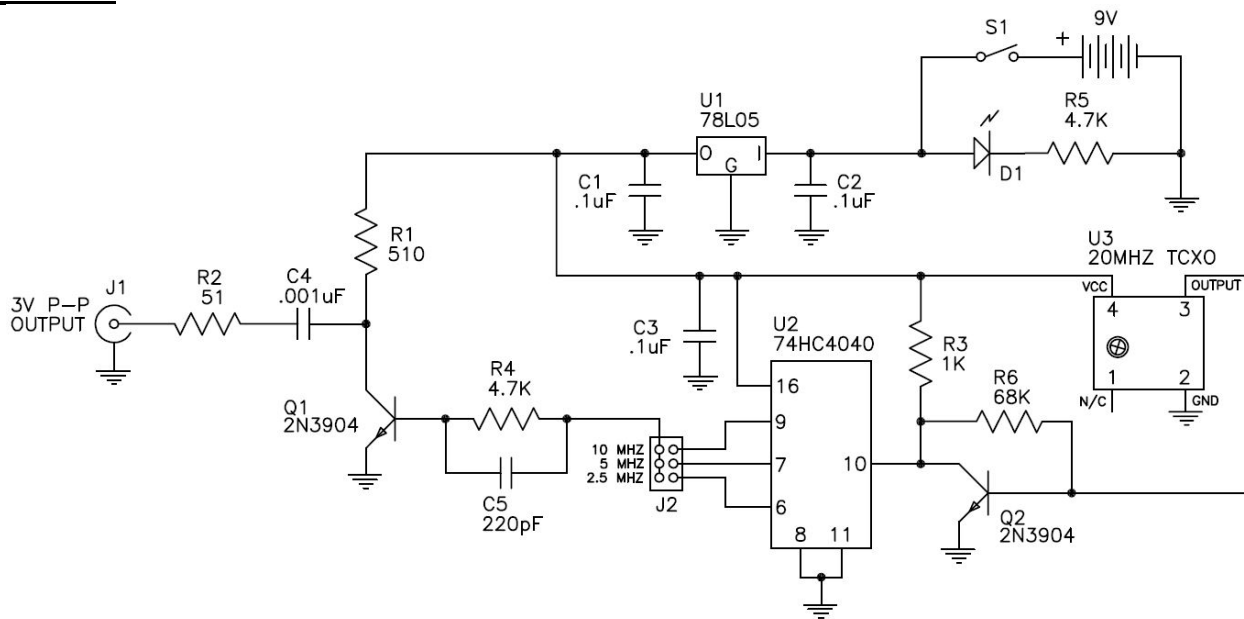 S1
+
9V
U1
78L05
O
I
G
R5
4.7K
D1
C1
.1uF
C2
.1uF
R1
510
U3
20MHZ TCXO
VCC
OUTPUT
4
3
1
2
N/C
GND
3V P-P
OUTPUT
J1
R2
51
C4
.001uF
C3
.1uF
U2
74HC4040
16
9
7
6
10
8
11
R3
1K
R6
68K
R4
4.7K
Q1
2N3904
C5
220pF
10 MHZ
5 MHZ
2.5 MHZ
J2
Q2
2N3904